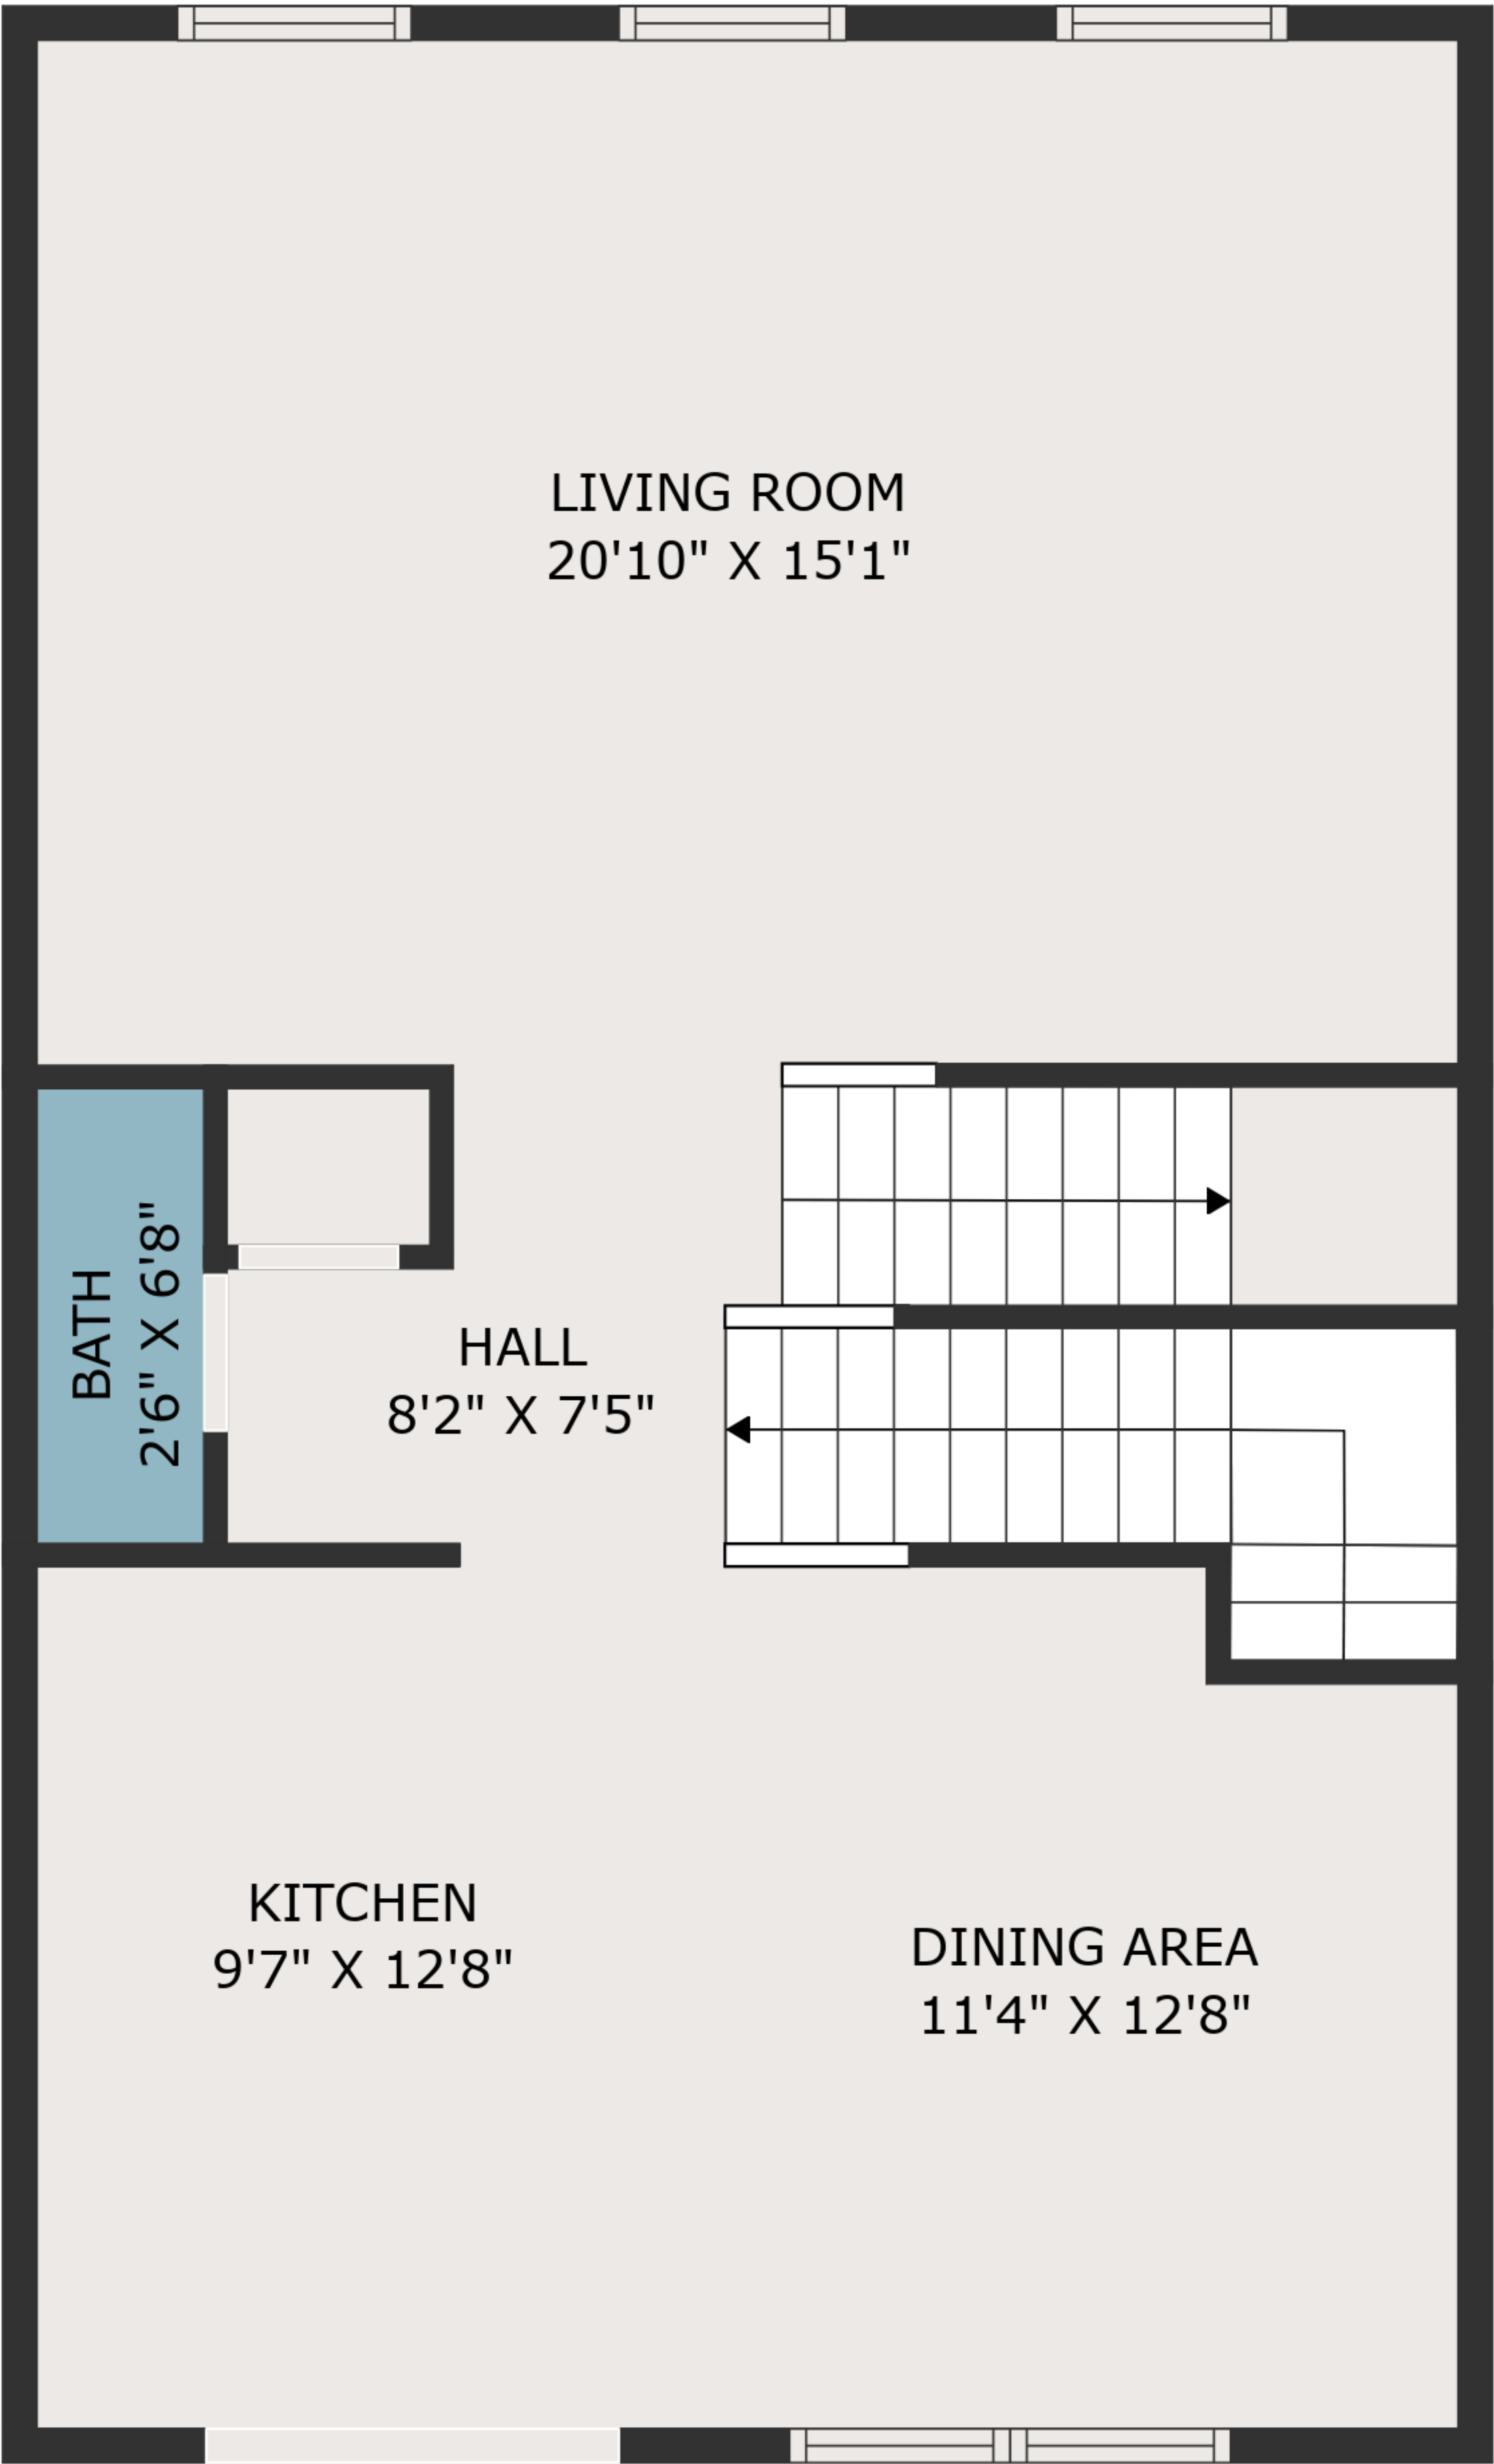 LIVING ROOM
20'10" X 15'1"
BATH
2'6" X 6'8"
HALL
8'2" X 7'5"
KITCHEN
9'7" X 12'8"
DINING AREA
11'4" X 12'8"